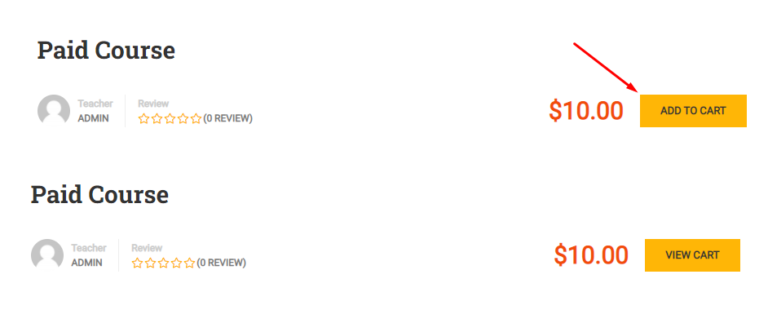 Paid Course
Teacher Review
ADMIN (0 REVIEW) $10.00 ADD TO CART
Paid Course
Teacher Review
ADMIN (0 REVIEW) $10.00 VIEW CART